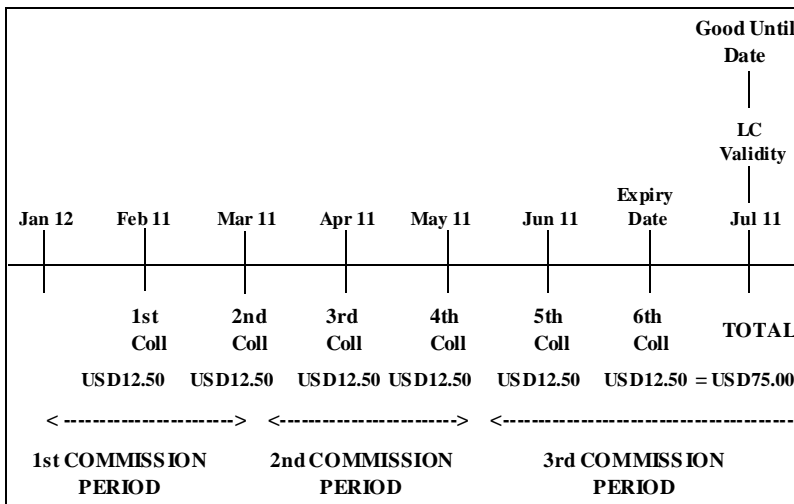 Good Until
Date
LC
Validity
Expiry
Date
Jan 12 Feb 11 Mar 11 Apr 11 May 11 Jun 11 Jul 11
1st 2nd 3rd 4th 5th 6th TOTAL
Coll Coll Coll Coll Coll Coll
USD12.50 USD12.50 USD12.50 USD12.50 USD12.50 USD12.50 = USD75.00
< ------------------------> <-------------------------> <------------------------------------------
1st COMMISSION 2nd COMMISSION 3rd COMMISSION
PERIOD PERIOD PERIOD